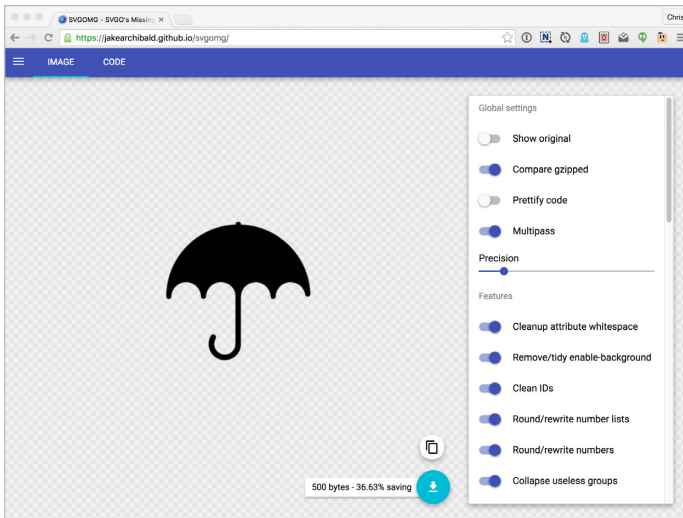 SVGOMG - SVGO's Missing
Chris
https://jakearchibald.github.io/svgomg/
IMAGE CODE
Global settings
Show original
Compare gzipped
Prettify code
Multipass
Precision
Features
Cleanup attribute whitespace
Remove/tidy enable-background
Clean IDs
Round/rewrite number lists
Round/rewrite numbers
Collapse useless groups
500 bytes - 36.63% saving